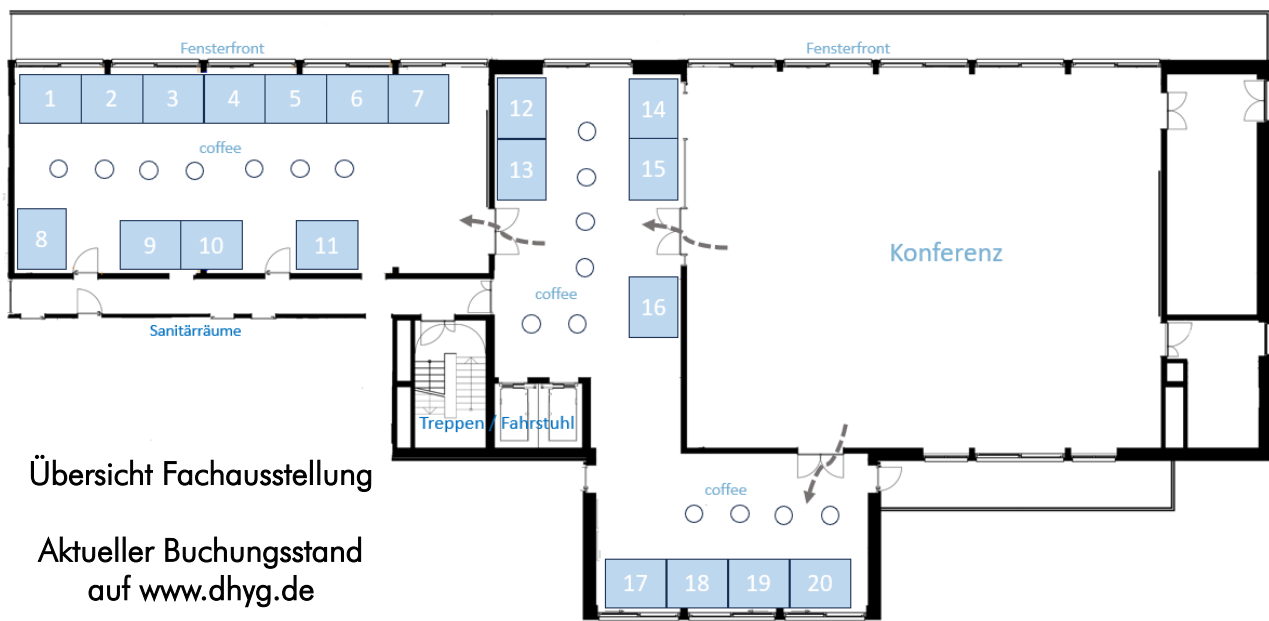 Fensterfront
Fensterfront
1 2 3 4 5 6 7
12
14
coffee
13
15
8
9 10
11
Konferenz
coffee
16
Sanitärräume
Treppen / Fahrstuhl
Übersicht Fachausstellung
coffee
Aktueller Buchungsstand
auf www.dhyg.de
17 18 19 20